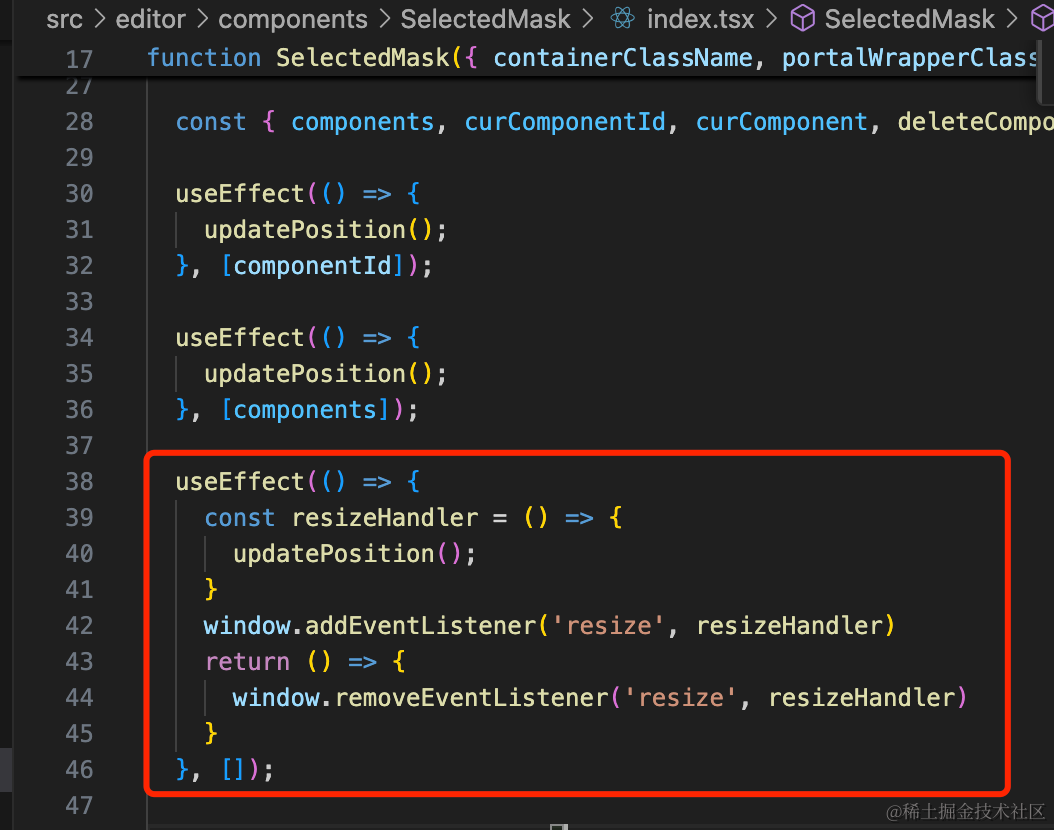 src > editor > components > SelectedMask > index.tsx > SelectedMask >
17 function SelectedMask({ containerClassName, portalWrapperClass
27
28 const { components, curComponentId, curComponent, deleteCompo
29
30 useEffect(() => {
31 updatePosition();
32 }, [componentId]);
33
34 useEffect(() => {
35 updatePosition();
36 }, [components]);
37
38 useEffect(() => {
39 const resizeHandler = () => {
40 updatePosition();
41 }
42 window.addEventListener('resize', resizeHandler)
43 return () => {
44 window.removeEventListener('resize', resizeHandler)
45 }
46 }, []);
47
@稀土掘金技术社区